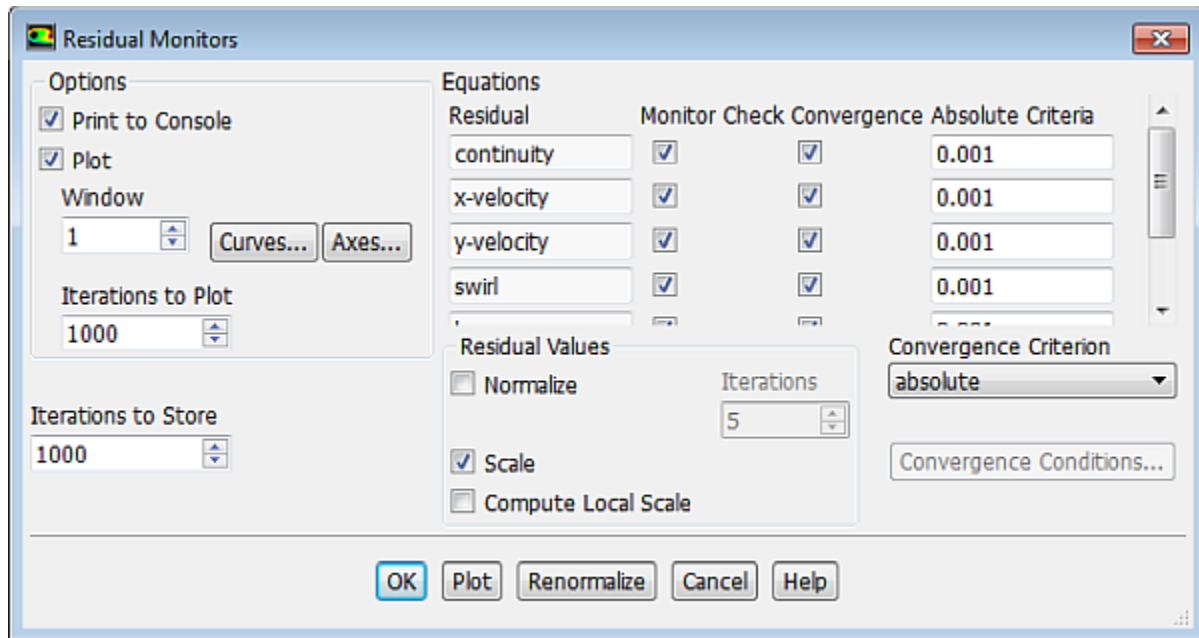 Residual Monitors
Options
Print to Console
Plot
Window
1
Curves...
Axes...
Iterations to Plot
1000
Iterations to Store
1000
Equations
Residual Monitor Check Convergence Absolute Criteria
continuity 0.001
x-velocity 0.001
y-velocity 0.001
swirl 0.001
Residual Values
Normalize
Iterations
5
Scale
Compute Local Scale
Convergence Criterion
absolute
Convergence Conditions...
OK Plot Renormalize Cancel Help